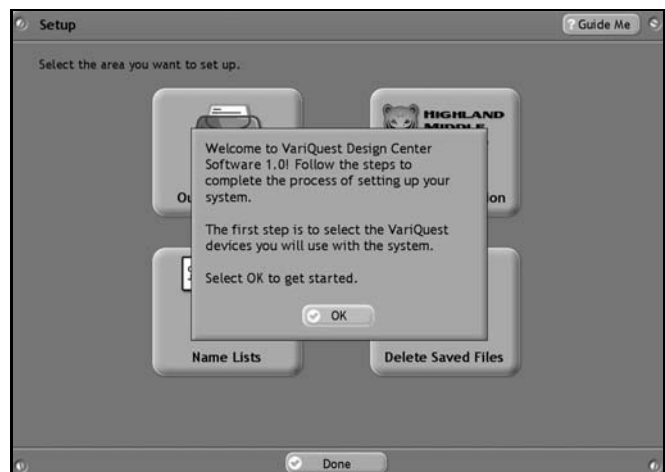 Setup
? Guide Me
Select the area you want to set up.
HIGHLAND
MIDDLE
Welcome to VariQuest Design Center
Software 1.0! Follow the steps to
complete the process of setting up your
system.
The first step is to select the VariQuest
devices you will use with the system.
Select OK to get started.
OK
Ou
ion
Name Lists
Delete Saved Files
Done